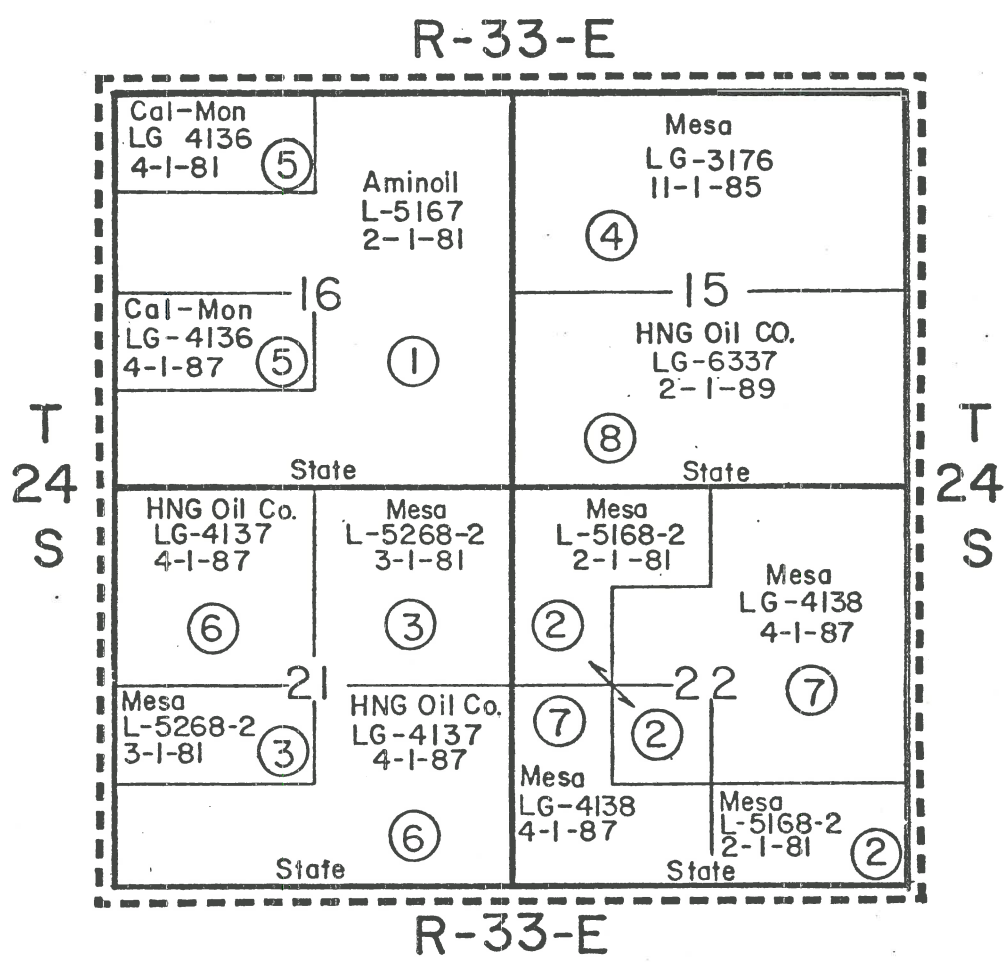 R-33-E
Cal-Mon
LG 4136
4-1-81
5
Aminoil
L-5167
2-1-81
Mesa
LG-3176
11-1-85
4
16
15
Cal-Mon
LG-4136
4-1-87
5
1
HNG Oil CO.
LG-6337
2-1-89
8
State
State
T
24
S
T
24
S
HNG Oil Co.
LG-4137
4-1-87
6
Mesa
L-5268-2
3-1-81
3
Mesa
L-5168-2
2-1-81
2
Mesa
LG-4138
4-1-87
7
21
22
Mesa
L-5268-2
3-1-81
3
HNG Oil Co.
LG-4137
4-1-87
6
7
2
Mesa
LG-4138
4-1-87
Mesa
L-5168-2
2-1-81
2
State
State
R-33-E